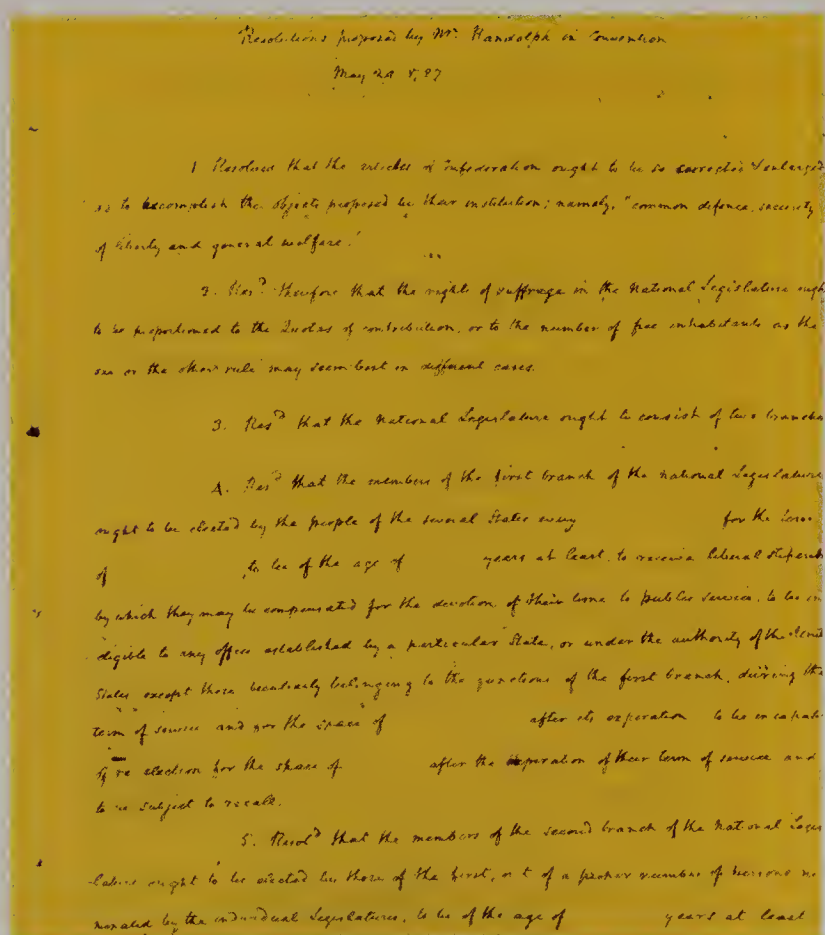 Resolutions proposed by Mr. Randolph in Convention
May 29 1787
1 Resolved that the articles of Confederation ought to be so corrected & enlarged
as to accomplish the objects proposed by their institution; namely, "common defence, security
of liberty and general welfare."
2. Resd. therefore that the rights of suffrage in the National Legislature ought
to be proportioned to the Quotas of contribution, or to the number of free inhabitants as the
one or the other rule may seem best in different cases.
3. Resd that the National Legislature ought to consist of two branches
4. Resd that the members of the first branch of the national Legislature
ought to be elected by the people of the several States every for the term
of to be of the age of years at least, to receive liberal stipends
by which they may be compensated for the devotion of their time to public service, to be in
eligible to any office established by a particular State, or under the authority of the United
States except those peculiarly belonging to the functions of the first branch, during the
term of service and for the space of after its expiration to be incapable
of re election for the space of after the expiration of their term of service and
to be subject to recall.
5. Resold that the members of the second branch of the National Legis
lature ought to be elected by those of the first, out of a proper number of persons no
minated by the individual Legislatures, to be of the age of years at least